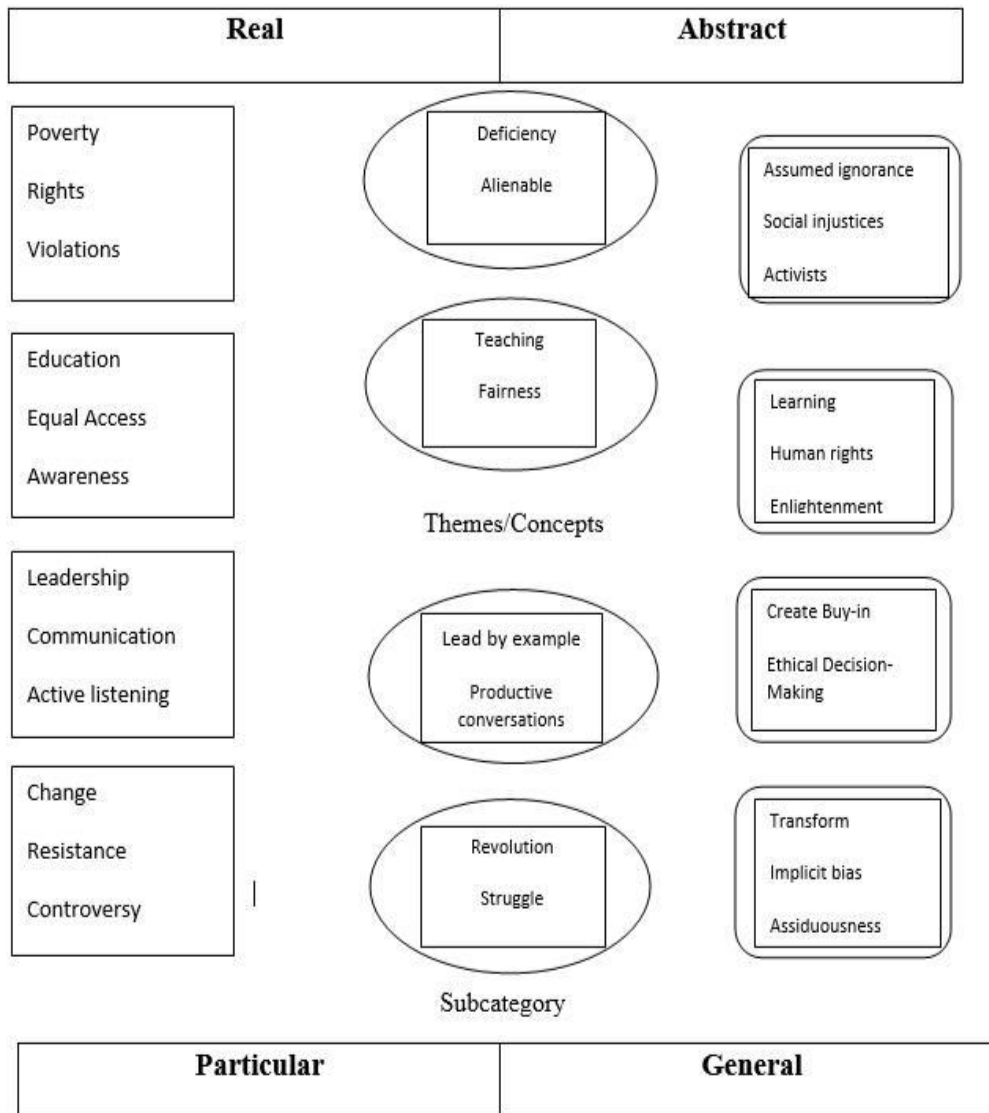 Real
Abstract
Poverty
Rights
Violations
Deficiency
Alienable
Assumed ignorance
Social injustices
Activists
Education
Equal Access
Awareness
Teaching
Fairness
Learning
Human rights
Enlightenment
Themes/Concepts
Leadership
Communication
Active listening
Lead by example
Productive
conversations
Create Buy-in
Ethical Decision-
Making
Change
Resistance
Controversy
Revolution
Struggle
Transform
Implicit bias
Assiduousness
Subcategory
Particular
General